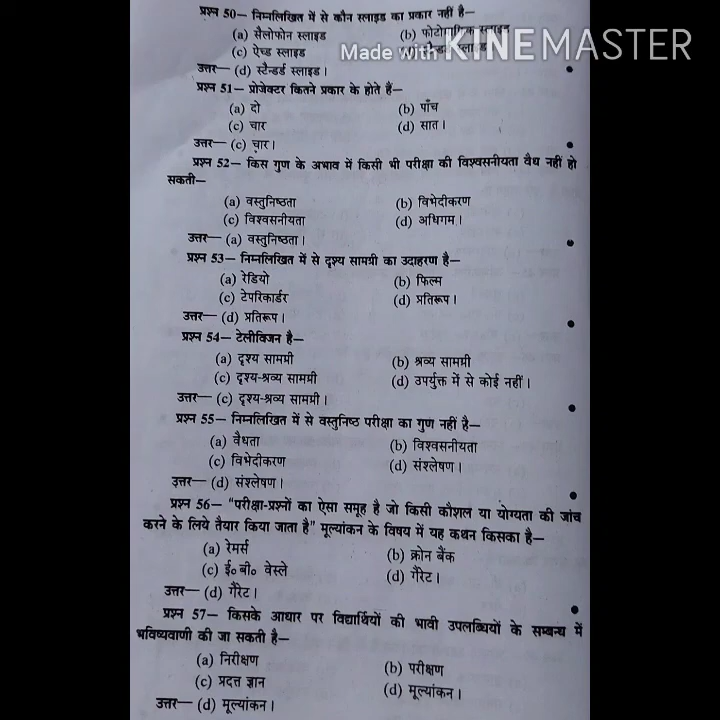 प्रश्न 50— निम्नलिखित में से कौन स्लाइड का प्रकार नहीं है—
(a) सैलोफोन स्लाइड (b)
(c) ऐच्ड स्लाइड
Made with KINEMASTER
उत्तर— (d) स्टैन्डर्ड स्लाइड।
प्रश्न 51— प्रोजेक्टर कितने प्रकार के होते हैं—
(a) दो (b) पाँच
(c) चार (d) सात।
उत्तर— (c) चार।
प्रश्न 52— किस गुण के अभाव में किसी भी परीक्षा की विश्वसनीयता वैध नहीं हो
सकती—
(a) वस्तुनिष्ठता (b) विभेदीकरण
(c) विश्वसनीयता (d) अधिगम।
उत्तर— (a) वस्तुनिष्ठता।
प्रश्न 53— निम्नलिखित में से दृश्य सामग्री का उदाहरण है—
(a) रेडियो (b) फिल्म
(c) टेपरिकार्डर (d) प्रतिरूप।
उत्तर— (d) प्रतिरूप।
प्रश्न 54— टेलीविजन है—
(a) दृश्य सामग्री (b) श्रव्य सामग्री
(c) दृश्य-श्रव्य सामग्री (d) उपर्युक्त में से कोई नहीं।
उत्तर— (c) दृश्य-श्रव्य सामग्री।
प्रश्न 55— निम्नलिखित में से वस्तुनिष्ठ परीक्षा का गुण नहीं है—
(a) वैधता (b) विश्वसनीयता
(c) विभेदीकरण (d) संश्लेषण।
उत्तर— (d) संश्लेषण।
प्रश्न 56— “परीक्षा-प्रश्नों का ऐसा समूह है जो किसी कौशल या योग्यता की जांच
करने के लिये तैयार किया जाता है” मूल्यांकन के विषय में यह कथन किसका है—
(a) रेमर्स (b) क्रोन बैंक
(c) ई० बी० वेस्ले (d) गैरेट।
उत्तर— (d) गैरेट।
प्रश्न 57— किसके आधार पर विद्यार्थियों की भावी उपलब्धियों के सम्बन्ध में
भविष्यवाणी की जा सकती है—
(a) निरीक्षण (b) परीक्षण
(c) प्रदत्त ज्ञान (d) मूल्यांकन।
उत्तर— (d) मूल्यांकन।